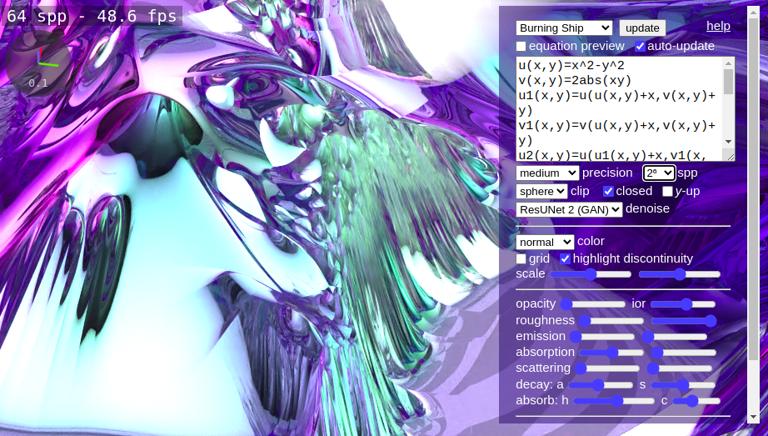 64 spp - 48.6 fps
0.1
Burning Ship update help
equation preview auto-update
u(x,y)=x^2-y^2
v(x,y)=2abs(xy)
u1(x,y)=u(u(x,y)+x,v(x,y)+
y)
v1(x,y)=v(u(x,y)+x,v(x,y)+
y)
u2(x,y)=u(u1(x,y)+x,v1(x,
medium precision spp
sphere clip closed y-up
ResUNet 2 (GAN) denoise
normal color
grid highlight discontinuity
scale
opacity ior
roughness
emission
absorption
scattering
decay: a s
absorb: h c